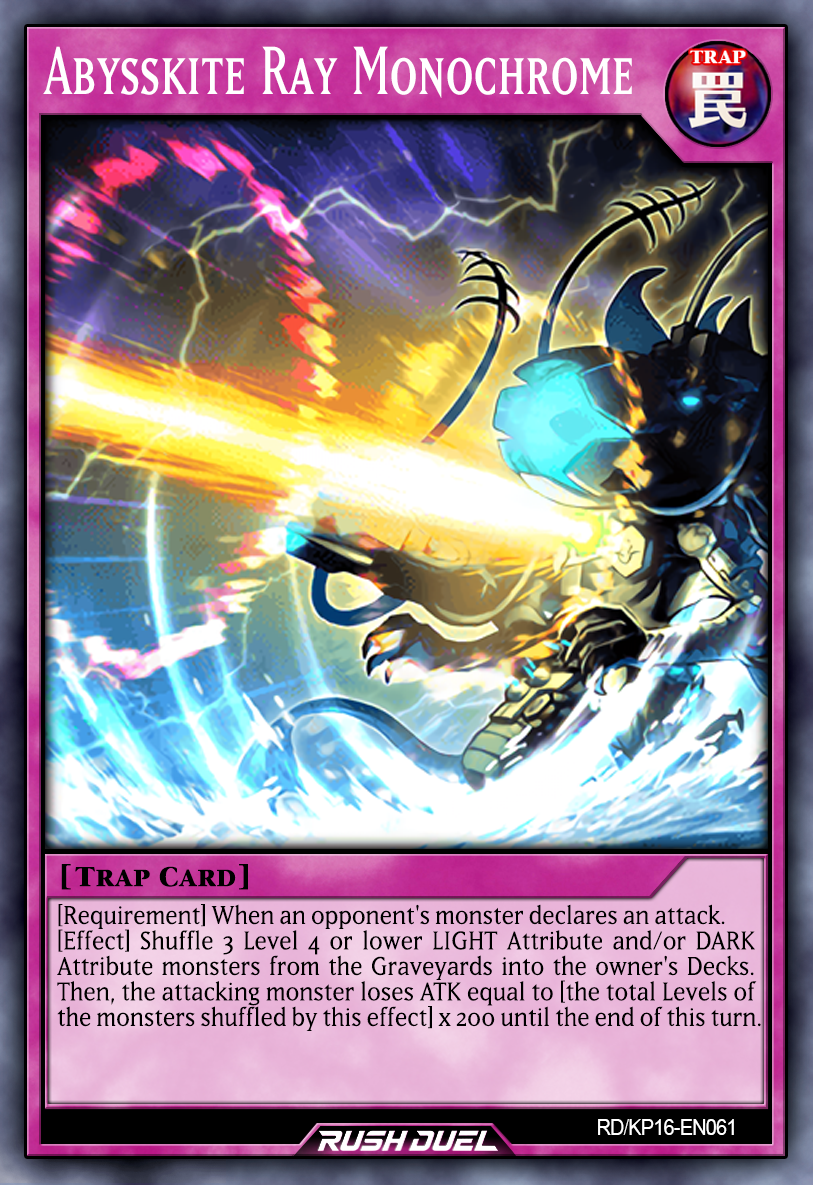 Abysskite Ray Monochrome
TRAP
罠
[Trap Card]
[Requirement] When an opponent's monster declares an attack.
[Effect] Shuffle 3 Level 4 or lower LIGHT Attribute and/or DARK
Attribute monsters from the Graveyards into the owner's Decks.
Then, the attacking monster loses ATK equal to [the total Levels of
the monsters shuffled by this effect] x 200 until the end of this turn.
RD/KP16-EN061
RUSH DUEL